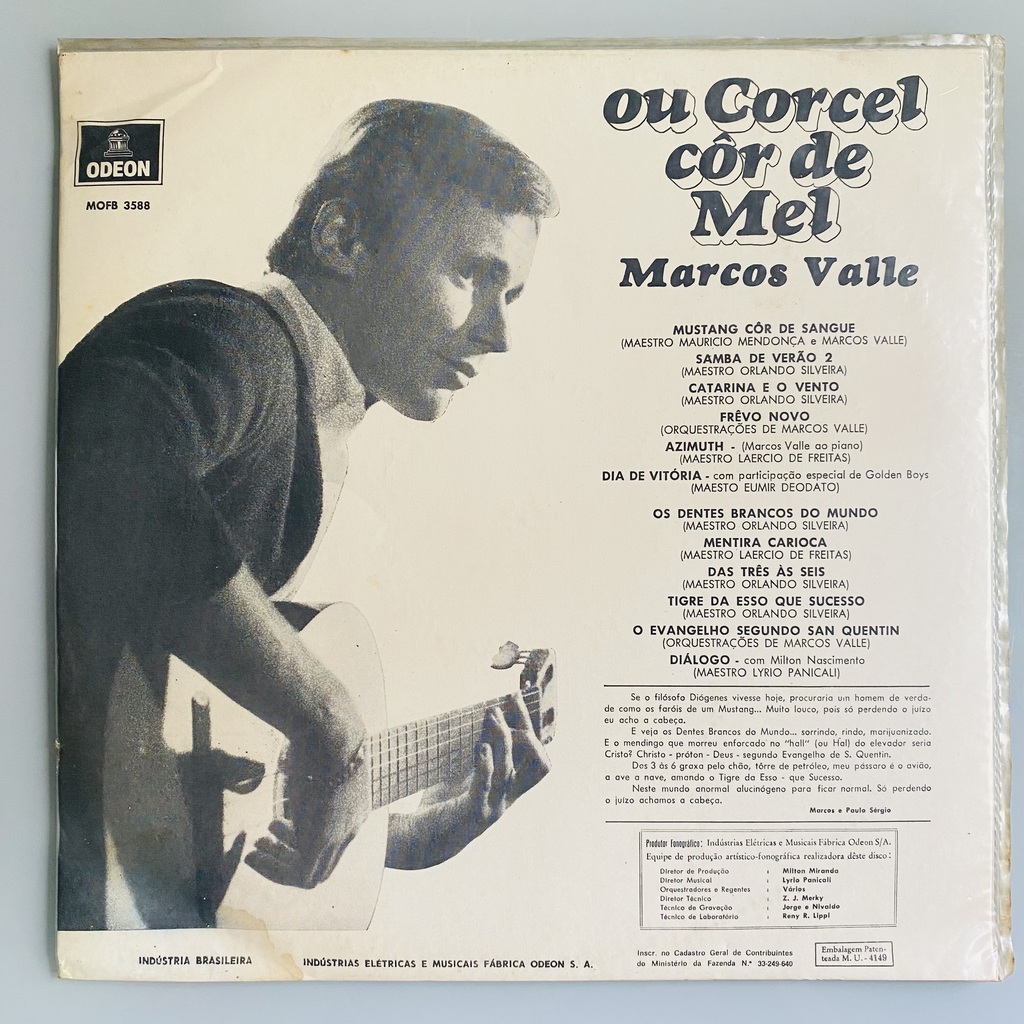 ODEON
MOFB 3588
ou Corcel
côr de
Mel
Marcos Valle
MUSTANG CÔR DE SANGUE
(MAESTRO MAURICIO MENDONÇA e MARCOS VALLE)
SAMBA DE VERÃO 2
(MAESTRO ORLANDO SILVEIRA)
CATARINA E O VENTO
(MAESTRO ORLANDO SILVEIRA)
FRÊVO NOVO
(ORQUESTRAÇÕES DE MARCOS VALLE)
AZIMUTH - (Marcos Valle ao piano)
(MAESTRO LAERCIO DE FREITAS)
DIA DE VITÓRIA - com participação especial de Golden Boys
(MAESTO EUMIR DEODATO)
OS DENTES BRANCOS DO MUNDO
(MAESTRO ORLANDO SILVEIRA)
MENTIRA CARIOCA
(MAESTRO LAERCIO DE FREITAS)
DAS TRÊS ÀS SEIS
(MAESTRO ORLANDO SILVEIRA)
TIGRE DA ESSO QUE SUCESSO
(MAESTRO ORLANDO SILVEIRA)
O EVANGELHO SEGUNDO SAN QUENTIN
(ORQUESTRAÇÕES DE MARCOS VALLE)
DIÁLOGO - com Milton Nascimento
(MAESTRO LYRIO PANICALI)
Se o filósofo Diógenes vivesse hoje, procuraria um homem de verda-
de como os faróis de um Mustang... Muito louco, pois só perdendo o juízo
eu acho a cabeça.
E veja os Dentes Brancos do Mundo... sorrindo, rindo, marijuanizado.
E o mendingo que morreu enforcado no "hall" (ou Hal) do elevador seria
Cristo? Christo - próton - Deus - segundo Evangelho de S. Quentin.
Das 3 às 6 graxa pelo chão, tôrre de petróleo, meu pássaro é o avião,
a ave a nave, amando o Tigre da Esso - que Sucesso.
Neste mundo anormal alucinógeno para ficar normal. Só perdendo
o juízo achamos a cabeça.
Marcos e Paulo Sérgio
Produtor Fonográfico: Indústrias Elétricas e Musicais Fábrica Odeon S/A.
Equipe de produção artístico-fonográfica realizadora dêste disco:
Diretor de Produção : Milton Miranda
Diretor Musical : Lyrio Panicali
Orquestradores e Regentes : Vários
Diretor Técnico : Z. J. Merky
Técnico de Gravação : Jorge e Nivaldo
Técnico de Laboratório : Reny R. Lippi
INDÚSTRIA BRASILEIRA
INDÚSTRIAS ELÉTRICAS E MUSICAIS FÁBRICA ODEON S. A.
Inscr. no Cadastro Geral de Contribuintes
do Ministério da Fazenda N.º 33-249-640
Embalagem Paten-
teada M. U. - 4149